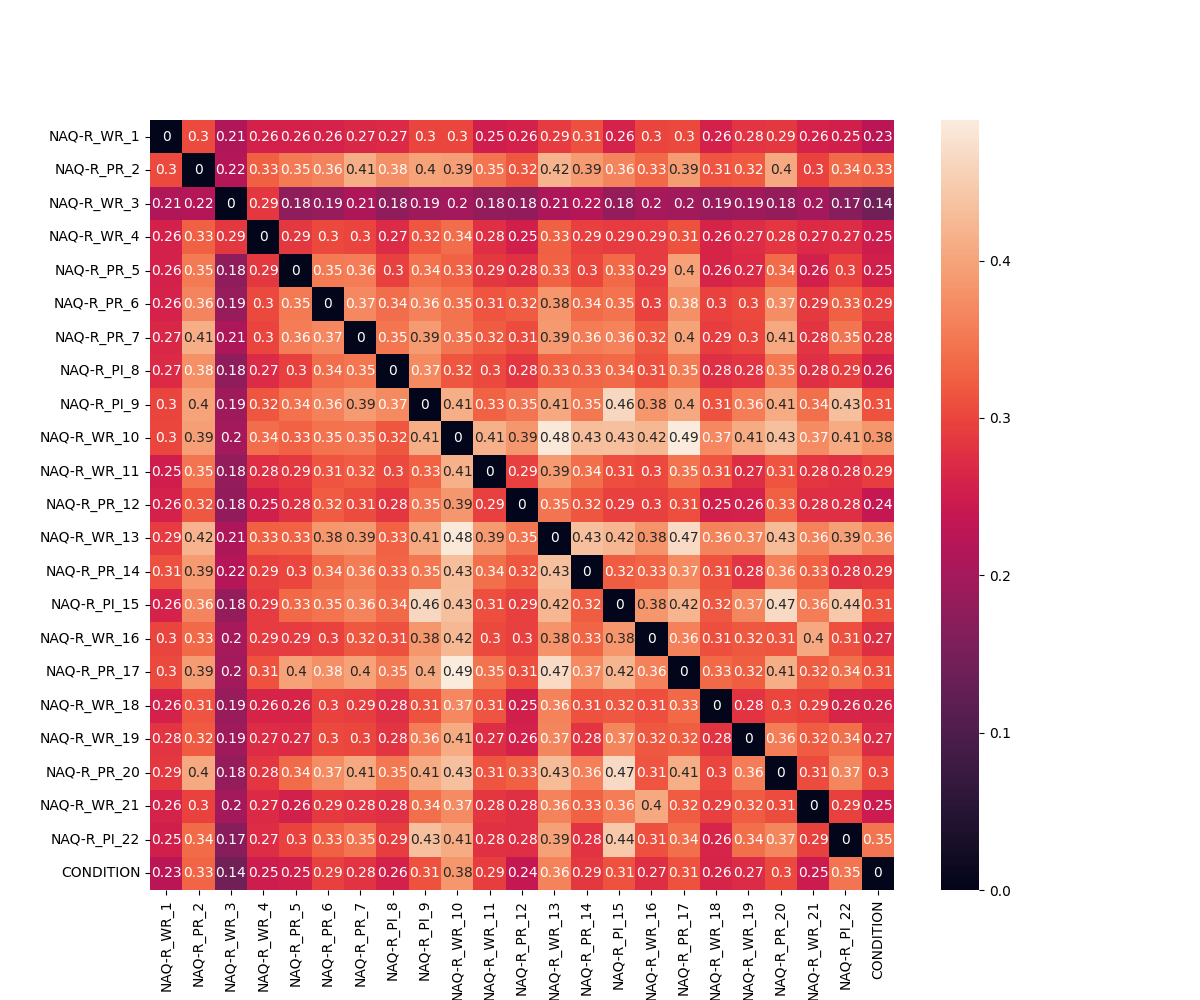 NAQ-R_WR_1 0 0.3 0.21 0.26 0.26 0.26 0.27 0.27 0.3 0.3 0.25 0.26 0.29 0.31 0.26 0.3 0.3 0.26 0.28 0.29 0.26 0.25 0.23
NAQ-R_PR_2 0.3 0 0.22 0.33 0.35 0.36 0.41 0.38 0.4 0.39 0.35 0.32 0.42 0.39 0.36 0.33 0.39 0.31 0.32 0.4 0.3 0.34 0.33
NAQ-R_WR_3 0.21 0.22 0 0.29 0.18 0.19 0.21 0.18 0.19 0.2 0.18 0.18 0.21 0.22 0.18 0.2 0.2 0.19 0.19 0.18 0.2 0.17 0.14
NAQ-R_WR_4 0.26 0.33 0.29 0 0.29 0.3 0.3 0.27 0.32 0.34 0.28 0.25 0.33 0.29 0.29 0.29 0.31 0.26 0.27 0.28 0.27 0.27 0.25
0.4
NAQ-R_PR_5 0.26 0.35 0.18 0.29 0 0.35 0.36 0.3 0.34 0.33 0.29 0.28 0.33 0.3 0.33 0.29 0.4 0.26 0.27 0.34 0.26 0.3 0.25
NAQ-R_PR_6 0.26 0.36 0.19 0.3 0.35 0 0.37 0.34 0.36 0.35 0.31 0.32 0.38 0.34 0.35 0.3 0.38 0.3 0.3 0.37 0.29 0.33 0.29
NAQ-R_PR_7 0.27 0.41 0.21 0.3 0.36 0.37 0 0.35 0.39 0.35 0.32 0.31 0.39 0.36 0.36 0.32 0.4 0.29 0.3 0.41 0.28 0.35 0.28
NAQ-R_PI_8 0.27 0.38 0.18 0.27 0.3 0.34 0.35 0 0.37 0.32 0.3 0.28 0.33 0.33 0.34 0.31 0.35 0.28 0.28 0.35 0.28 0.29 0.26
NAQ-R_PI_9 0.3 0.4 0.19 0.32 0.34 0.36 0.39 0.37 0 0.41 0.33 0.35 0.41 0.35 0.46 0.38 0.4 0.31 0.36 0.41 0.34 0.43 0.31
0.3
NAQ-R_WR_10 0.3 0.39 0.2 0.34 0.33 0.35 0.35 0.32 0.41 0 0.41 0.39 0.48 0.43 0.43 0.42 0.49 0.37 0.41 0.43 0.37 0.41 0.38
NAQ-R_WR_11 0.25 0.35 0.18 0.28 0.29 0.31 0.32 0.3 0.33 0.41 0 0.29 0.39 0.34 0.31 0.3 0.35 0.31 0.27 0.31 0.28 0.28 0.29
NAQ-R_PR_12 0.26 0.32 0.18 0.25 0.28 0.32 0.31 0.28 0.35 0.39 0.29 0 0.35 0.32 0.29 0.3 0.31 0.25 0.26 0.33 0.28 0.28 0.24
NAQ-R_WR_13 0.29 0.42 0.21 0.33 0.33 0.38 0.39 0.33 0.41 0.48 0.39 0.35 0 0.43 0.42 0.38 0.47 0.36 0.37 0.43 0.36 0.39 0.36
NAQ-R_PR_14 0.31 0.39 0.22 0.29 0.3 0.34 0.36 0.33 0.35 0.43 0.34 0.32 0.43 0 0.32 0.33 0.37 0.31 0.28 0.36 0.33 0.28 0.29
0.2
NAQ-R_PI_15 0.26 0.36 0.18 0.29 0.33 0.35 0.36 0.34 0.46 0.43 0.31 0.29 0.42 0.32 0 0.38 0.42 0.32 0.37 0.47 0.36 0.44 0.31
NAQ-R_WR_16 0.3 0.33 0.2 0.29 0.29 0.3 0.32 0.31 0.38 0.42 0.3 0.3 0.38 0.33 0.38 0 0.36 0.31 0.32 0.31 0.4 0.31 0.27
NAQ-R_PR_17 0.3 0.39 0.2 0.31 0.4 0.38 0.4 0.35 0.4 0.49 0.35 0.31 0.47 0.37 0.42 0.36 0 0.33 0.32 0.41 0.32 0.34 0.31
NAQ-R_WR_18 0.26 0.31 0.19 0.26 0.26 0.3 0.29 0.28 0.31 0.37 0.31 0.25 0.36 0.31 0.32 0.31 0.33 0 0.28 0.3 0.29 0.26 0.26
0.1
NAQ-R_WR_19 0.28 0.32 0.19 0.27 0.27 0.3 0.3 0.28 0.36 0.41 0.27 0.26 0.37 0.28 0.37 0.32 0.32 0.28 0 0.36 0.32 0.34 0.27
NAQ-R_PR_20 0.29 0.4 0.18 0.28 0.34 0.37 0.41 0.35 0.41 0.43 0.31 0.33 0.43 0.36 0.47 0.31 0.41 0.3 0.36 0 0.31 0.37 0.3
NAQ-R_WR_21 0.26 0.3 0.2 0.27 0.26 0.29 0.28 0.28 0.34 0.37 0.28 0.28 0.36 0.33 0.36 0.4 0.32 0.29 0.32 0.31 0 0.29 0.25
NAQ-R_PI_22 0.25 0.34 0.17 0.27 0.3 0.33 0.35 0.29 0.43 0.41 0.28 0.28 0.39 0.28 0.44 0.31 0.34 0.26 0.34 0.37 0.29 0 0.35
CONDITION 0.23 0.33 0.14 0.25 0.25 0.29 0.28 0.26 0.31 0.38 0.29 0.24 0.36 0.29 0.31 0.27 0.31 0.26 0.27 0.3 0.25 0.35 0
0.0
NAQ-R_WR_1
NAQ-R_PR_2
NAQ-R_WR_3
NAQ-R_WR_4
NAQ-R_PR_5
NAQ-R_PR_6
NAQ-R_PR_7
NAQ-R_PI_8
NAQ-R_PI_9
NAQ-R_WR_10
NAQ-R_WR_11
NAQ-R_PR_12
NAQ-R_WR_13
NAQ-R_PR_14
NAQ-R_PI_15
NAQ-R_WR_16
NAQ-R_PR_17
NAQ-R_WR_18
NAQ-R_WR_19
NAQ-R_PR_20
NAQ-R_WR_21
NAQ-R_PI_22
CONDITION